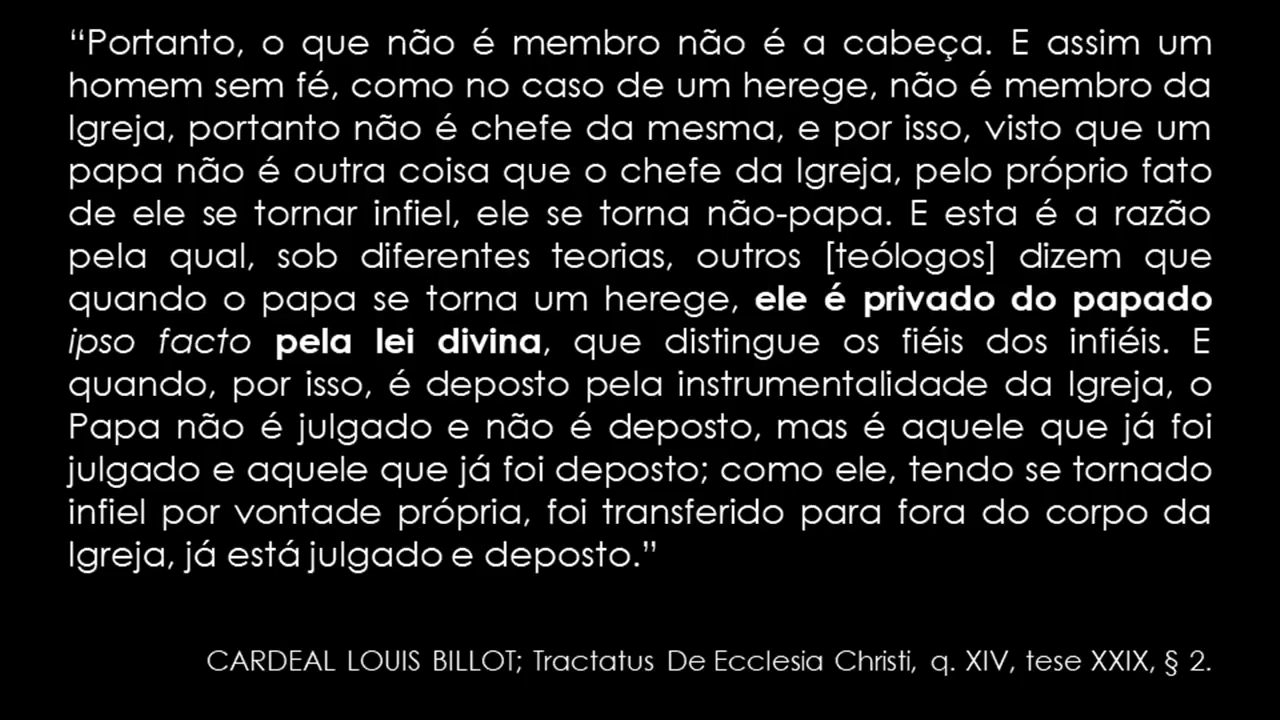 “Portanto, o que não é membro não é a cabeça. E assim um
homem sem fé, como no caso de um herege, não é membro da
Igreja, portanto não é chefe da mesma, e por isso, visto que um
papa não é outra coisa que o chefe da Igreja, pelo próprio fato
de ele se tornar infiel, ele se torna não-papa. E esta é a razão
pela qual, sob diferentes teorias, outros [teólogos] dizem que
quando o papa se torna um herege, ele é privado do papado
ipso facto pela lei divina, que distingue os fiéis dos infiéis. E
quando, por isso, é deposto pela instrumentalidade da Igreja, o
Papa não é julgado e não é deposto, mas é aquele que já foi
julgado e aquele que já foi deposto; como ele, tendo se tornado
infiel por vontade própria, foi transferido para fora do corpo da
Igreja, já está julgado e deposto.”
CARDEAL LOUIS BILLOT; Tractatus De Ecclesia Christi, q. XIV, tese XXIX, § 2.